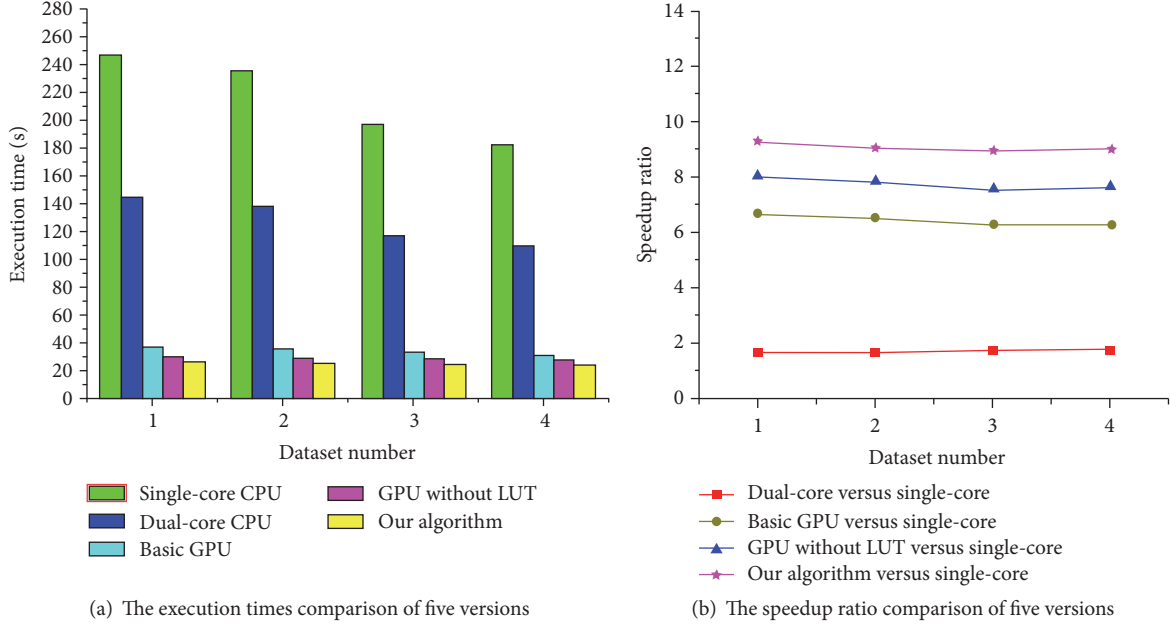 280
260
240
220
200
180
160
140
120
100
80
60
40
20
0
Execution time (s)
1 2 3 4
Dataset number
Single-core CPU
Dual-core CPU
Basic GPU
GPU without LUT
Our algorithm
(a) The execution times comparison of five versions
14
12
10
8
6
4
2
0
Speedup ratio
1 2 3 4
Dataset number
Dual-core versus single-core
Basic GPU versus single-core
GPU without LUT versus single-core
Our algorithm versus single-core
(b) The speedup ratio comparison of five versions